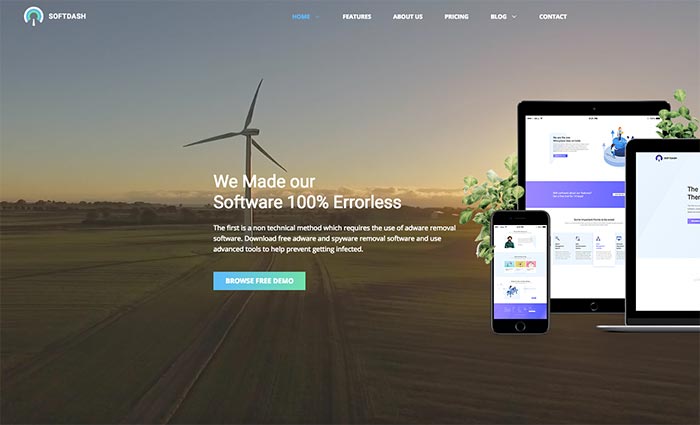 SOFTDASH
HOME
FEATURES
ABOUT US
PRICING
BLOG
CONTACT
We Made our
Software 100% Errorless
The first is a non technical method which requires the use of adware removal
software. Download free adware and spyware removal software and use
advanced tools to help prevent getting infected.
BROWSE FREE DEMO
SOFTDASH
The
There